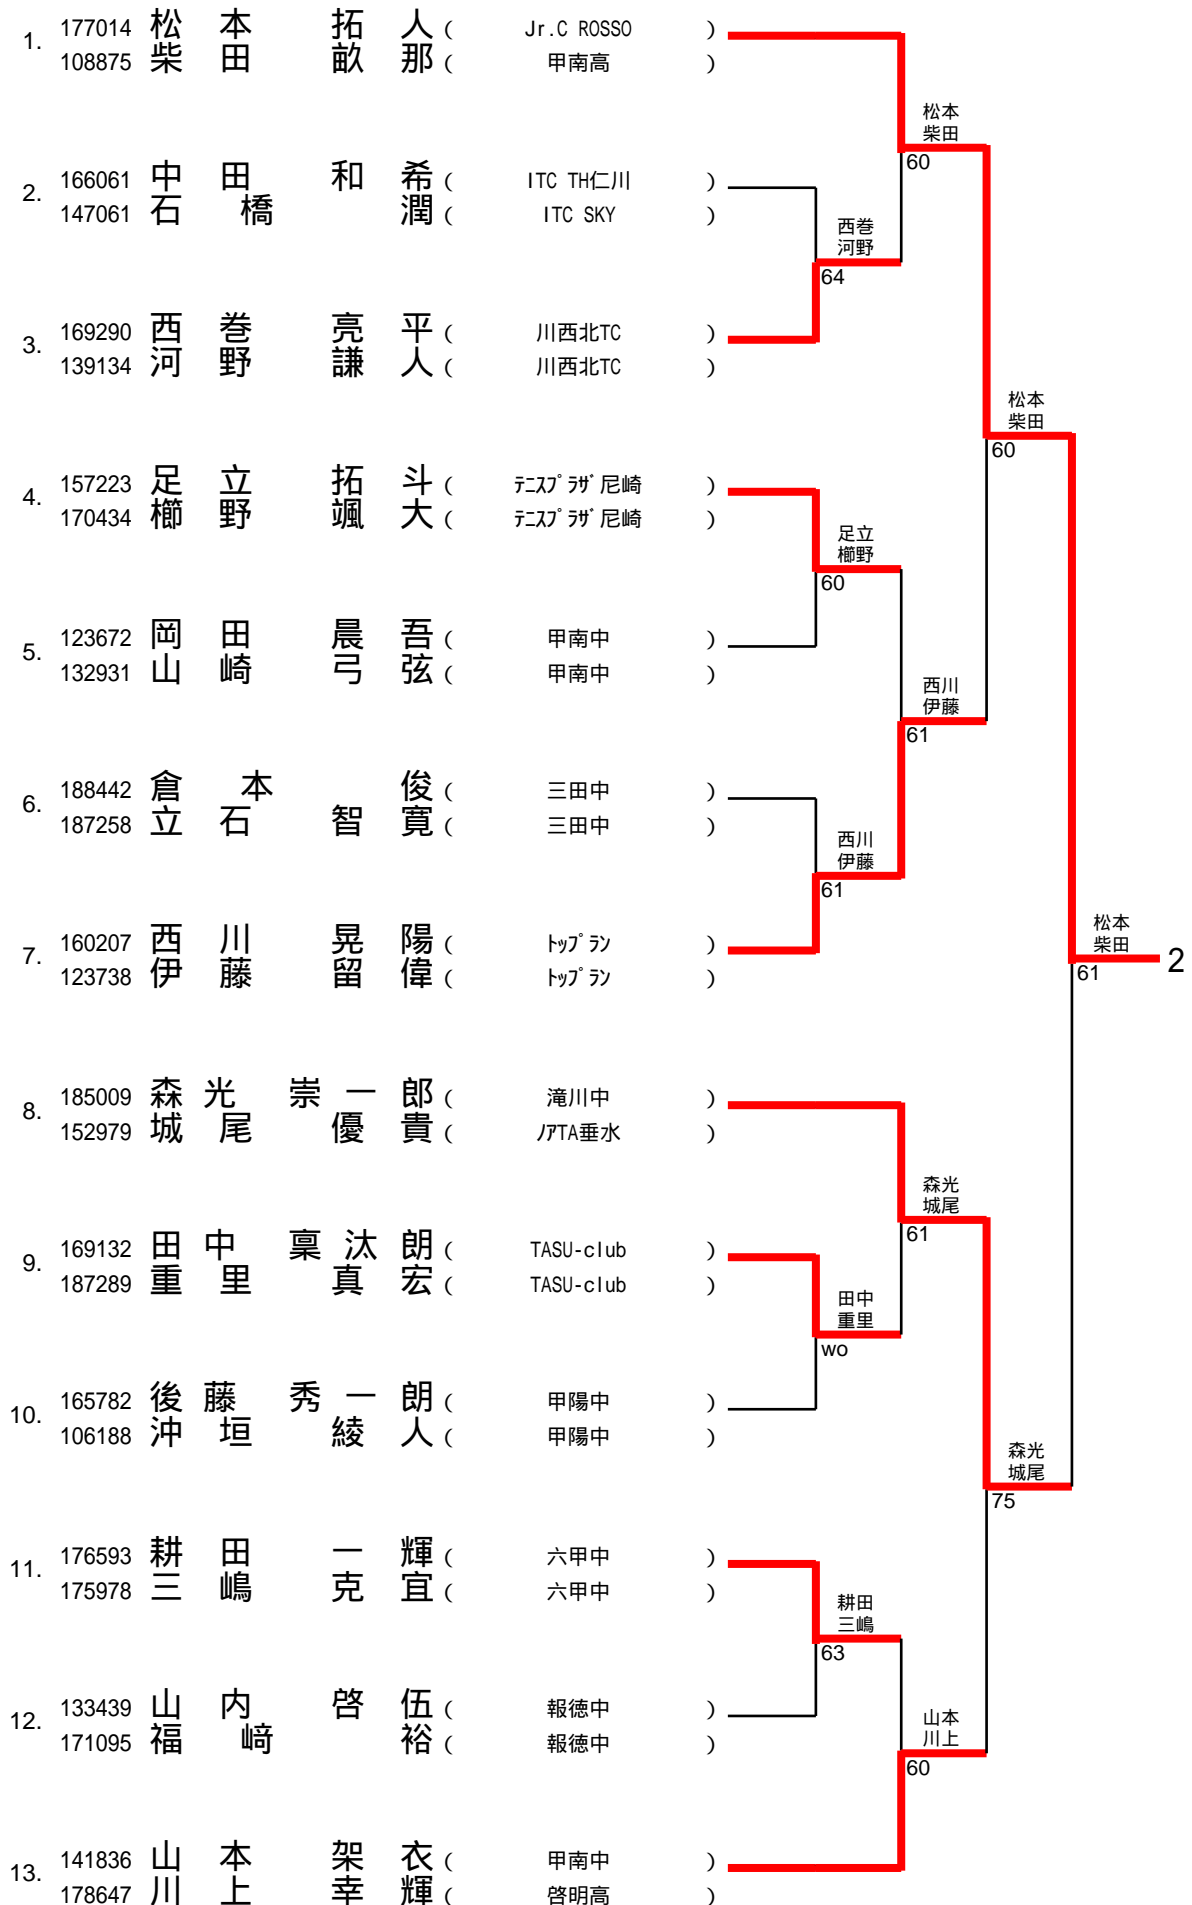 1. 177014 松本 拓人 ( Jr.C ROSSO )
108875 柴田 畝那 ( 甲南高 )
2. 166061 中田 和希 ( ITC TH仁川 )
147061 石橋 潤 ( ITC SKY )
3. 169290 西巻 亮平 ( 川西北TC )
139134 河野 謙人 ( 川西北TC )
4. 157223 足立 拓斗 ( テニスプラザ尼崎 )
170434 櫛野 颯大 ( テニスプラザ尼崎 )
5. 123672 岡田 晨吾 ( 甲南中 )
132931 山崎 弓弦 ( 甲南中 )
6. 188442 倉本 俊 ( 三田中 )
187258 立石 智寛 ( 三田中 )
7. 160207 西川 晃陽 ( トップラン )
123738 伊藤 留偉 ( トップラン )
8. 185009 森光 崇一郎 ( 滝川中 )
152979 城尾 優貴 ( ノアTA垂水 )
9. 169132 田中 稟汰朗 ( TASU-club )
187289 重里 真宏 ( TASU-club )
10. 165782 後藤 秀一朗 ( 甲陽中 )
106188 沖垣 綾人 ( 甲陽中 )
11. 176593 耕田 一輝 ( 六甲中 )
175978 三嶋 克宜 ( 六甲中 )
12. 133439 山内 啓伍 ( 報徳中 )
171095 福﨑 裕 ( 報徳中 )
13. 141836 山本 架衣 ( 甲南中 )
178647 川上 幸輝 ( 啓明高 )
西巻
河野
64
足立
櫛野
60
西川
伊藤
61
田中
重里
wo
耕田
三嶋
63
松本
柴田
60
西川
伊藤
61
森光
城尾
61
山本
川上
60
松本
柴田
60
森光
城尾
75
松本
柴田
61
2